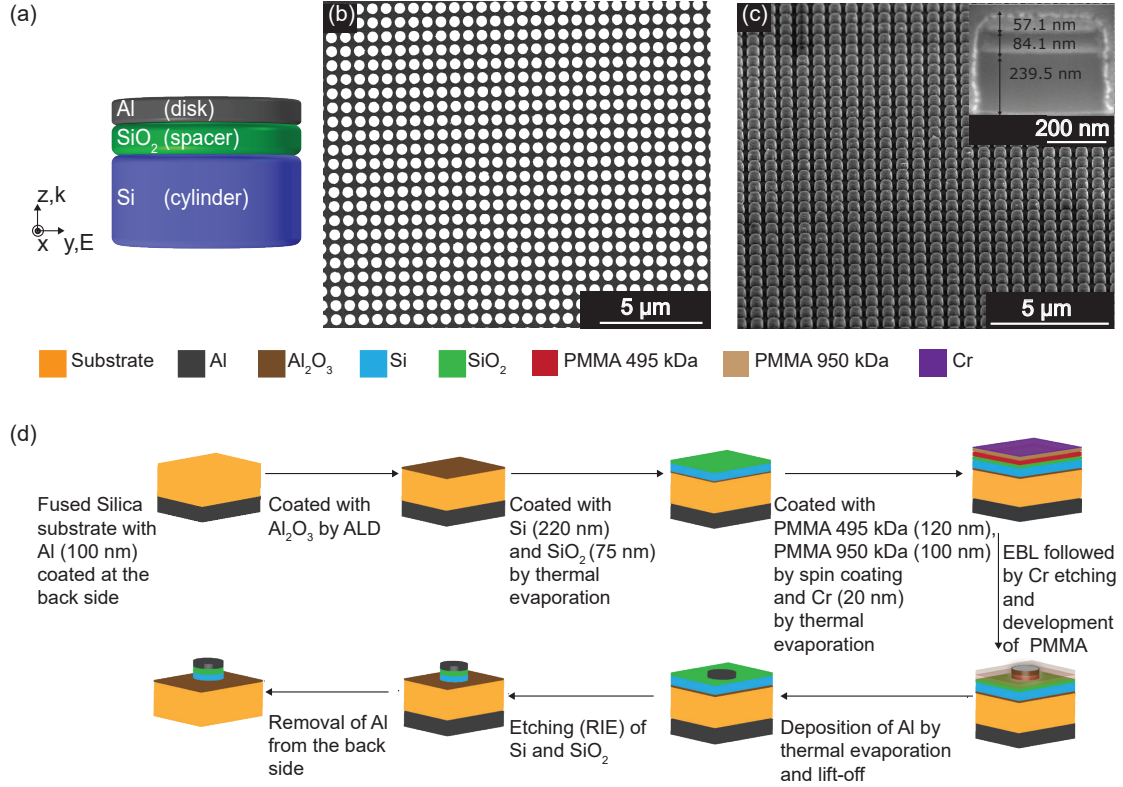 (a)
Al (disk)
SiO₂ (spacer)
Si (cylinder)
z,k
x
y,E
(b)
5 µm
(c)
57.1 nm
84.1 nm
239.5 nm
200 nm
5 µm
Substrate
Al
Al₂O₃
Si
SiO₂
PMMA 495 kDa
PMMA 950 kDa
Cr
(d)
Fused Silica
substrate with
Al (100 nm)
coated at the
back side
Coated with
Al₂O₃ by ALD
Coated with
Si (220 nm)
and SiO₂ (75 nm)
by thermal
evaporation
Coated with
PMMA 495 kDa (120 nm),
PMMA 950 kDa (100 nm)
by spin coating
and Cr (20 nm)
by thermal
evaporation
EBL followed
by Cr etching
and
development
of PMMA
Deposition of Al by
thermal evaporation
and lift-off
Etching (RIE) of
Si and SiO₂
Removal of Al
from the back
side